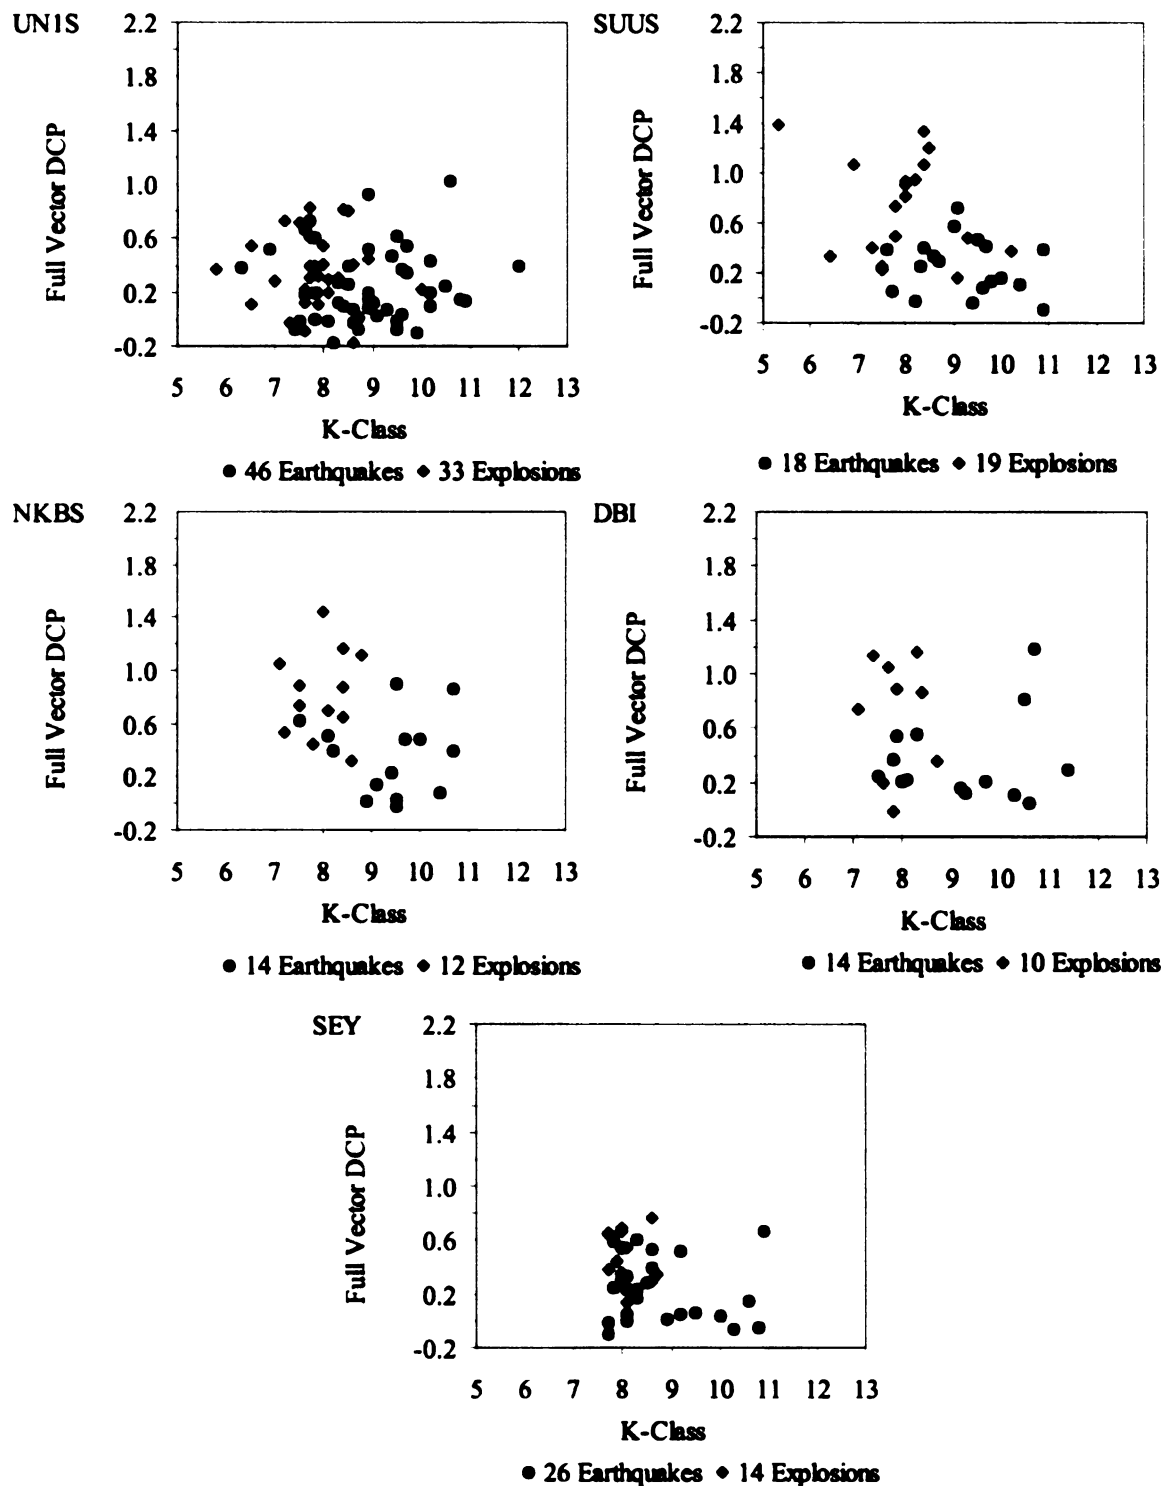 UN1S
2.2
1.8
1.4
1.0
0.6
0.2
-0.2
Full Vector DCP
5 6 7 8 9 10 11 12 13
K-Class
46 Earthquakes 33 Explosions
SUUS
2.2
1.8
1.4
1.0
0.6
0.2
-0.2
Full Vector DCP
5 6 7 8 9 10 11 12 13
K-Class
18 Earthquakes 19 Explosions
NKBS
2.2
1.8
1.4
1.0
0.6
0.2
-0.2
Full Vector DCP
5 6 7 8 9 10 11 12 13
K-Class
14 Earthquakes 12 Explosions
DBI
2.2
1.8
1.4
1.0
0.6
0.2
-0.2
Full Vector DCP
5 6 7 8 9 10 11 12 13
K-Class
14 Earthquakes 10 Explosions
SEY
2.2
1.8
1.4
1.0
0.6
0.2
-0.2
Full Vector DCP
5 6 7 8 9 10 11 12 13
K-Class
26 Earthquakes 14 Explosions